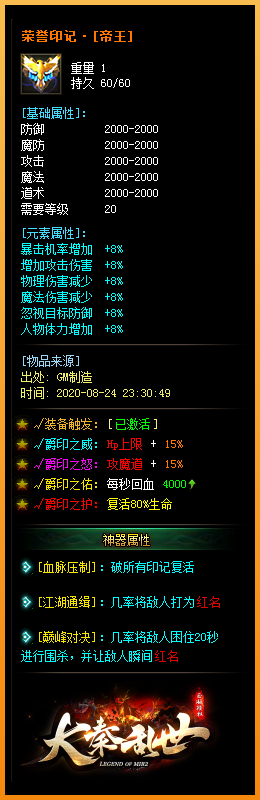 荣誉印记·[帝王]
重量 1
持久 60/60
[基础属性]:
防御 2000-2000
魔防 2000-2000
攻击 2000-2000
魔法 2000-2000
道术 2000-2000
需要等级 20
[元素属性]:
暴击机率增加 +8%
增加攻击伤害 +8%
物理伤害减少 +8%
魔法伤害减少 +8%
忽视目标防御 +8%
人物体力增加 +8%
[物品来源]
出处: GM制造
时间: 2020-08-24 23:30:49
√装备触发: [已激活]
√爵印之威: Hp上限 + 15%
√爵印之怒: 攻魔道 + 15%
√爵印之佑: 每秒回血 4000↑
√爵印之护: 复活80%生命
神器属性
[血脉压制]: 破所有印记复活
[江湖通缉]: 几率将敌人打为红名
[巅峰对决]: 几率将敌人困住20秒
进行围杀，并让敌人瞬间红名
大秦乱世
LEGEND OF MIR2